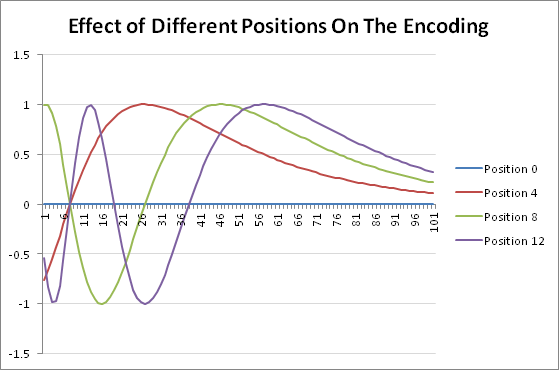 Effect of Different Positions On The Encoding
1.5
1
0.5
0
-0.5
-1
-1.5
1 6 11 16 21 26 31 36 41 46 51 56 61 66 71 76 81 86 91 96 101
Position 0
Position 4
Position 8
Position 12